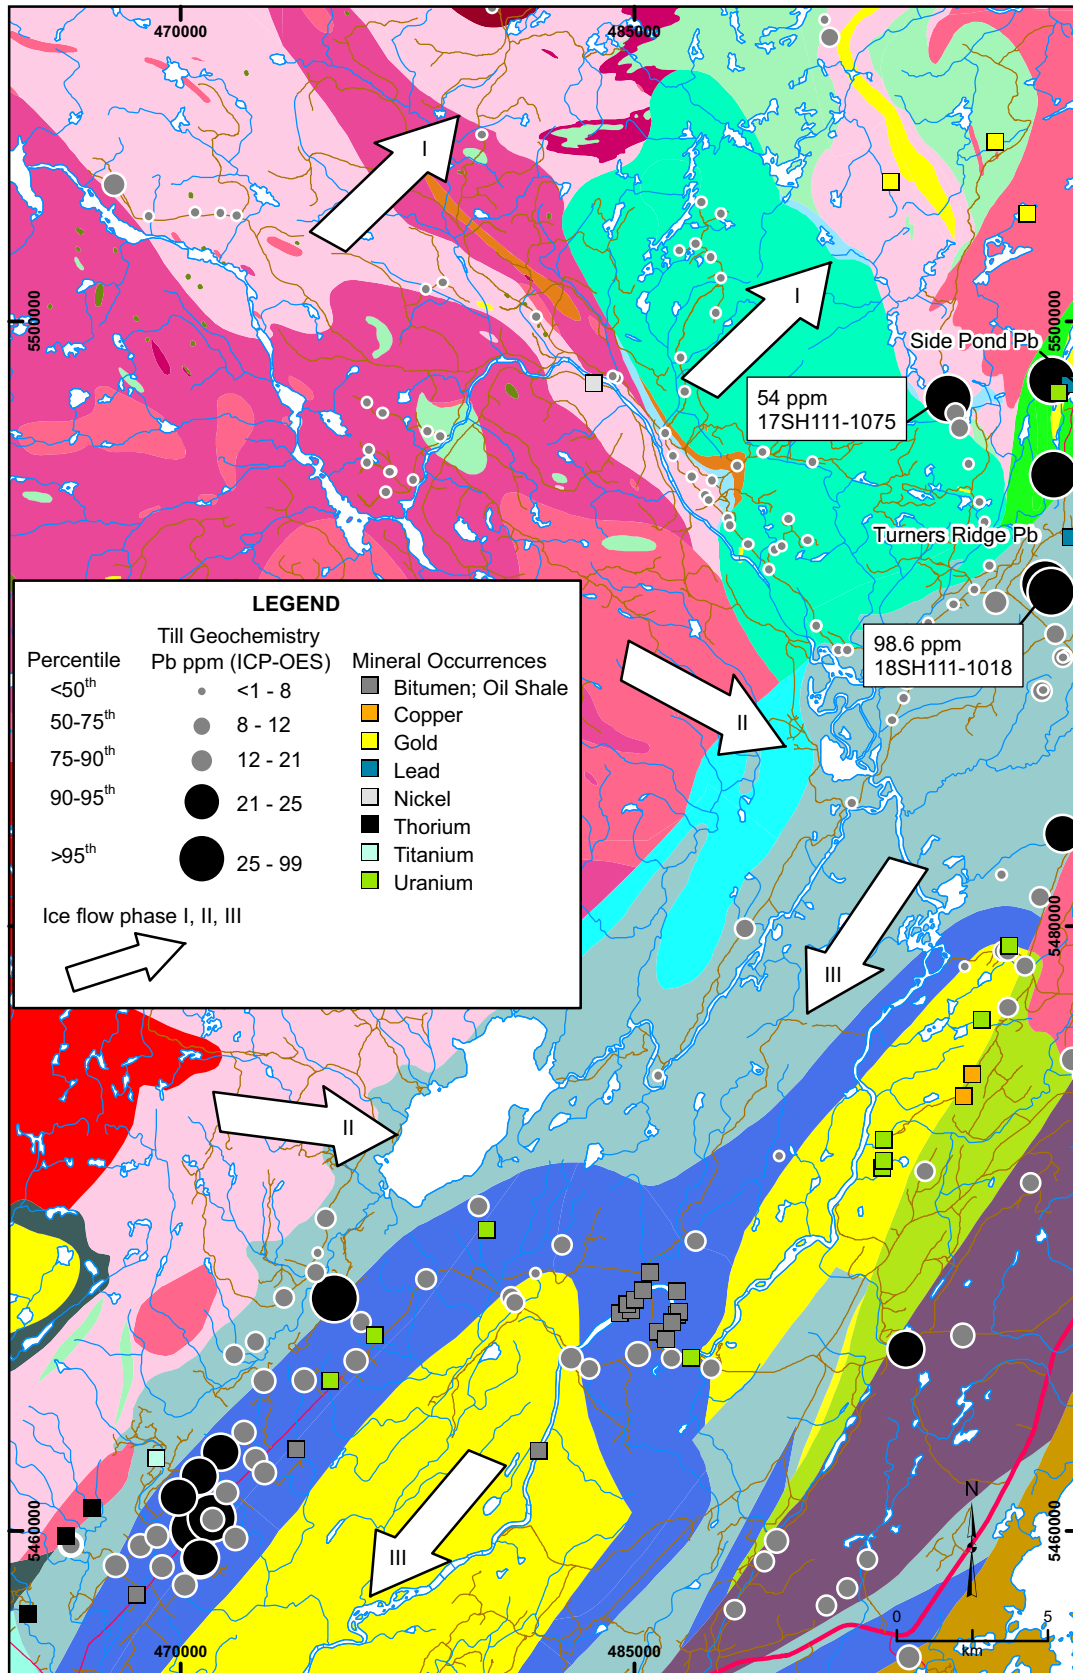 470000
485000
I
I
5500000
5500000
Side Pond Pb
54 ppm
17SH111-1075
Turners Ridge Pb
98.6 ppm
18SH111-1018
II
LEGEND
Till Geochemistry
Percentile
Pb ppm (ICP-OES)
Mineral Occurrences
<50th
<1 - 8
Bitumen; Oil Shale
50-75th
8 - 12
Copper
Gold
75-90th
12 - 21
Lead
90-95th
21 - 25
Nickel
Thorium
>95th
25 - 99
Titanium
Uranium
Ice flow phase I, II, III
III
5480000
II
III
N
5460000
5460000
0
5
km
470000
485000